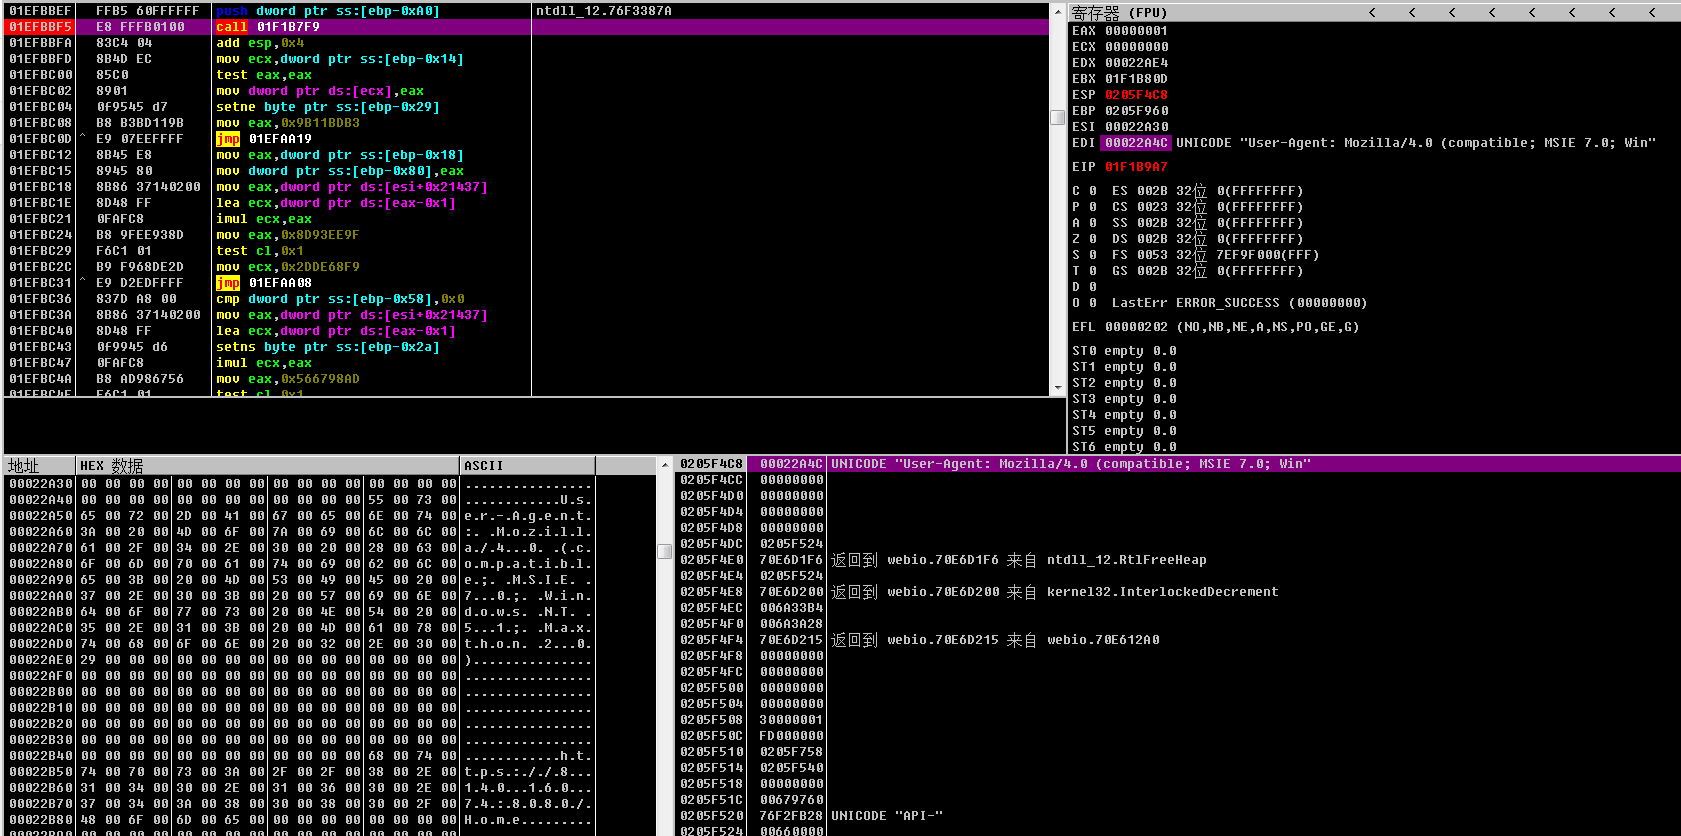 01EFBBEF FFB5 60FFFFFF push dword ptr ss:[ebp-0xA0] ntdll_12.76F3387A
01EFBBF5 E8 FFFB0100 call 01F1B7F9
01EFBBFA 83C4 04 add esp,0x4
01EFBBFD 8B4D EC mov ecx,dword ptr ss:[ebp-0x14]
01EFBC00 85C0 test eax,eax
01EFBC02 8901 mov dword ptr ds:[ecx],eax
01EFBC04 0f9545 d7 setne byte ptr ss:[ebp-0x29]
01EFBC08 B8 B3BD119B mov eax,0x9B11BDB3
01EFBC0D ^ E9 07EEFFFF jmp 01EFAA19
01EFBC12 8B45 E8 mov eax,dword ptr ss:[ebp-0x18]
01EFBC15 8945 80 mov dword ptr ss:[ebp-0x80],eax
01EFBC18 8B86 37140200 mov eax,dword ptr ds:[esi+0x21437]
01EFBC1E 8D48 FF lea ecx,dword ptr ds:[eax-0x1]
01EFBC21 0FAFC8 imul ecx,eax
01EFBC24 B8 9FEE938D mov eax,0x8D93EE9F
01EFBC29 F6C1 01 test cl,0x1
01EFBC2C B9 F968DE2D mov ecx,0x2DDE68F9
01EFBC31 ^ E9 D2EDFFFF jmp 01EFAA08
01EFBC36 837D A8 00 cmp dword ptr ss:[ebp-0x58],0x0
01EFBC3A 8B86 37140200 mov eax,dword ptr ds:[esi+0x21437]
01EFBC40 8D48 FF lea ecx,dword ptr ds:[eax-0x1]
01EFBC43 0f9945 d6 setns byte ptr ss:[ebp-0x2a]
01EFBC47 0FAFC8 imul ecx,eax
01EFBC4A B8 AD986756 mov eax,0x566798AD
01EFBC4F F6C1 01 test cl,0x1
寄存器 (FPU) < < < < < < < <
EAX 00000001
ECX 00000000
EDX 00022AE4
EBX 01F1B80D
ESP 0205F4C8
EBP 0205F960
ESI 00022A30
EDI 00022A4C UNICODE "User-Agent: Mozilla/4.0 (compatible; MSIE 7.0; Win"
EIP 01F1B9A7
C 0 ES 002B 32位 0(FFFFFFFF)
P 0 CS 0023 32位 0(FFFFFFFF)
A 0 SS 002B 32位 0(FFFFFFFF)
Z 0 DS 002B 32位 0(FFFFFFFF)
S 0 FS 0053 32位 7EF9F000(FFF)
T 0 GS 002B 32位 0(FFFFFFFF)
D 0
O 0 LastErr ERROR_SUCCESS (00000000)
EFL 00000202 (NO,NB,NE,A,NS,PO,GE,G)
ST0 empty 0.0
ST1 empty 0.0
ST2 empty 0.0
ST3 empty 0.0
ST4 empty 0.0
ST5 empty 0.0
ST6 empty 0.0
地址 HEX 数据 ASCII
00022A30 00 00 00 00 00 00 00 00 00 00 00 00 00 00 00 00 ................
00022A40 00 00 00 00 00 00 00 00 00 00 00 00 55 00 73 00 ............U.s.
00022A50 65 00 72 00 2D 00 41 00 67 00 65 00 6E 00 74 00 e.r.-.A.g.e.n.t.
00022A60 3A 00 20 00 4D 00 6F 00 7A 00 69 00 6C 00 6C 00 :. .M.o.z.i.l.l.
00022A70 61 00 2F 00 34 00 2E 00 30 00 20 00 28 00 63 00 a./.4...0. .(.c.
00022A80 6F 00 6D 00 70 00 61 00 74 00 69 00 62 00 6C 00 o.m.p.a.t.i.b.l.
00022A90 65 00 3B 00 20 00 4D 00 53 00 49 00 45 00 20 00 e.;. .M.S.I.E. .
00022AA0 37 00 2E 00 30 00 3B 00 20 00 57 00 69 00 6E 00 7...0.;. .W.i.n.
00022AB0 64 00 6F 00 77 00 73 00 20 00 4E 00 54 00 20 00 d.o.w.s. .N.T. .
00022AC0 35 00 2E 00 31 00 3B 00 20 00 4D 00 61 00 78 00 5...1.;. .M.a.x.
00022AD0 74 00 68 00 6F 00 6E 00 20 00 32 00 2E 00 30 00 t.h.o.n. .2...0.
00022AE0 29 00 00 00 00 00 00 00 00 00 00 00 00 00 00 00 )...............
00022AF0 00 00 00 00 00 00 00 00 00 00 00 00 00 00 00 00 ................
00022B00 00 00 00 00 00 00 00 00 00 00 00 00 00 00 00 00 ................
00022B10 00 00 00 00 00 00 00 00 00 00 00 00 00 00 00 00 ................
00022B20 00 00 00 00 00 00 00 00 00 00 00 00 00 00 00 00 ................
00022B30 00 00 00 00 00 00 00 00 00 00 00 00 00 00 00 00 ................
00022B40 00 00 00 00 00 00 00 00 00 00 00 00 68 00 74 00 ............h.t.
00022B50 74 00 70 00 73 00 3A 00 2F 00 2F 00 38 00 2E 00 t.p.s.:././.8...
00022B60 31 00 34 00 30 00 2E 00 31 00 36 00 30 00 2E 00 1.4.0...1.6.0...
00022B70 37 00 34 00 3A 00 38 00 30 00 38 00 30 00 2F 00 7.4.:.8.0.8.0./.
00022B80 48 00 6F 00 6D 00 65 00 00 00 00 00 00 00 00 00 H.o.m.e.........
0205F4C8 00022A4C UNICODE "User-Agent: Mozilla/4.0 (compatible; MSIE 7.0; Win"
0205F4CC 00000000
0205F4D0 00000000
0205F4D4 00000000
0205F4D8 00000000
0205F4DC 0205F524
0205F4E0 70E6D1F6 返回到 webio.70E6D1F6 来自 ntdll_12.RtlFreeHeap
0205F4E4 0205F524
0205F4E8 70E6D200 返回到 webio.70E6D200 来自 kernel32.InterlockedDecrement
0205F4EC 006A33B4
0205F4F0 006A3A28
0205F4F4 70E6D215 返回到 webio.70E6D215 来自 webio.70E612A0
0205F4F8 00000000
0205F4FC 00000000
0205F500 00000000
0205F504 00000000
0205F508 30000001
0205F50C FD000000
0205F510 0205F758
0205F514 0205F540
0205F518 00000000
0205F51C 00679760
0205F520 76F2FB28 UNICODE "API-"
0205F524 00660000